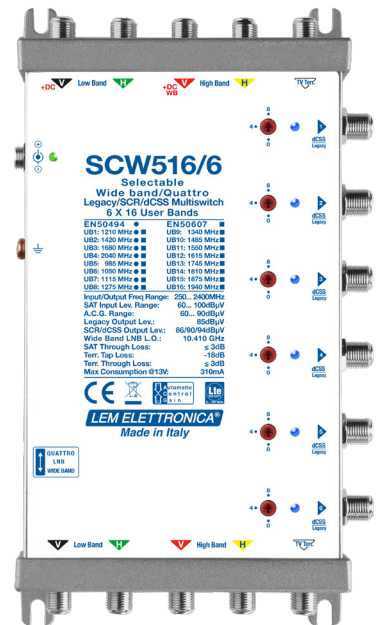 +DC V Low Band H +DC WB V High Band H TV Terr.
8
4
0
1
dCSS
Legacy
SCW516/6
Selectable
Wide band/Quattro
Legacy/SCR/dCSS Multiswitch
6 X 16 User Bands
8
4
0
2
dCSS
Legacy
EN50494 EN50607
UB1: 1210 MHz UB9: 1340 MHz
UB2: 1420 MHz UB10: 1485 MHz
UB3: 1680 MHz UB11: 1550 MHz
UB4: 2040 MHz UB12: 1615 MHz
UB5: 985 MHz UB13: 1745 MHz
UB6: 1050 MHz UB14: 1810 MHz
UB7: 1115 MHz UB15: 1875 MHz
UB8: 1275 MHz UB16: 1940 MHz
8
4
0
3
dCSS
Legacy
Input/Output Freq Range: 250... 2400MHz
SAT Input Lev. Range: 60... 100dBµV
A.C.G. Range: 60... 90dBµV
Legacy Output Lev.: 85dBµV
SCR/dCSS Output Lev.: 86/90/94dBµV
Wide Band LNB L.O.: 10.410 GHz
SAT Through Loss: ≤ 3dB
Terr. Tap Loss: -18dB
Terr. Through Loss: ≤ 3dB
Max Consumption @13V: 310mA
8
4
0
4
dCSS
Legacy
CE
Automatic
Control
Gain
Lte
LEM ELETTRONICA®
Made in Italy
8
4
0
5
dCSS
Legacy
QUATTRO
LNB
WIDE BAND
8
4
0
6
dCSS
Legacy
V Low Band H V High Band H TV Terr.